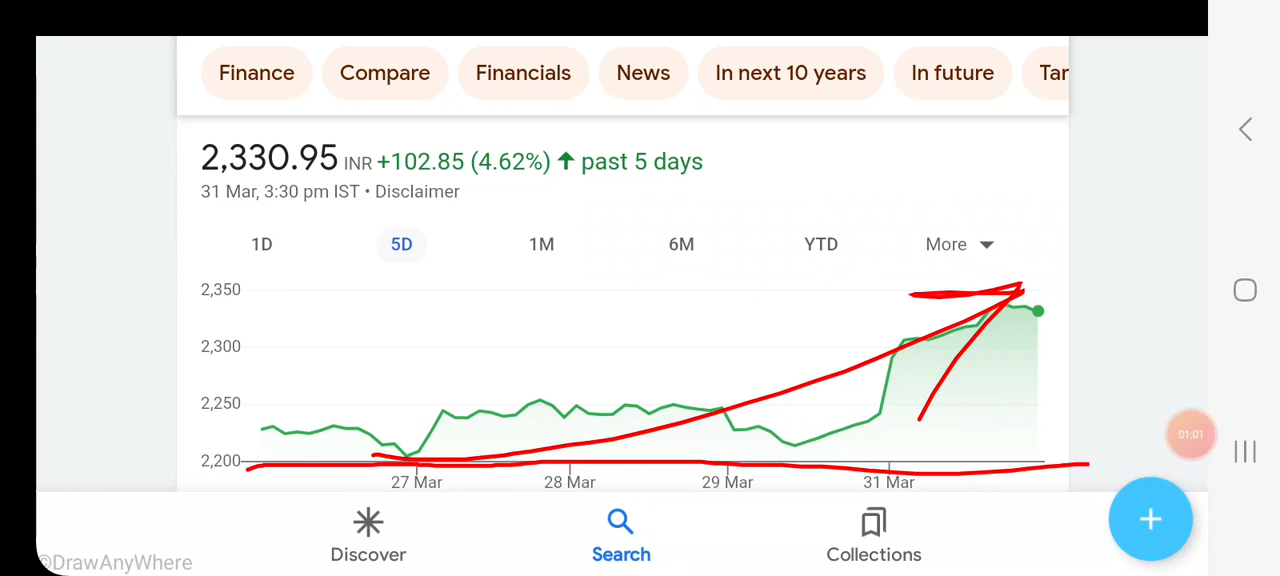 Finance Compare Financials News In next 10 years In future Tar
2,330.95 INR +102.85 (4.62%) ↑ past 5 days
31 Mar, 3:30 pm IST • Disclaimer
1D 5D 1M 6M YTD More
2,350
2,300
2,250
2,200
27 Mar 28 Mar 29 Mar 31 Mar
01:01
Discover Search Collections
©DrawAnyWhere